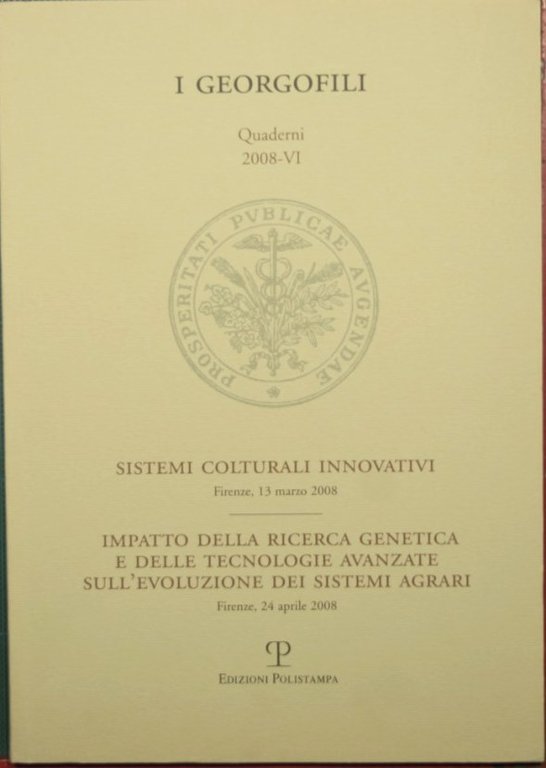 I GEORGOFILI
Quaderni
2008-VI
PROSPERITATI PVBLICAE AVGENDAE
SISTEMI COLTURALI INNOVATIVI
Firenze, 13 marzo 2008
IMPATTO DELLA RICERCA GENETICA
E DELLE TECNOLOGIE AVANZATE
SULL'EVOLUZIONE DEI SISTEMI AGRARI
Firenze, 24 aprile 2008
EDIZIONI POLISTAMPA